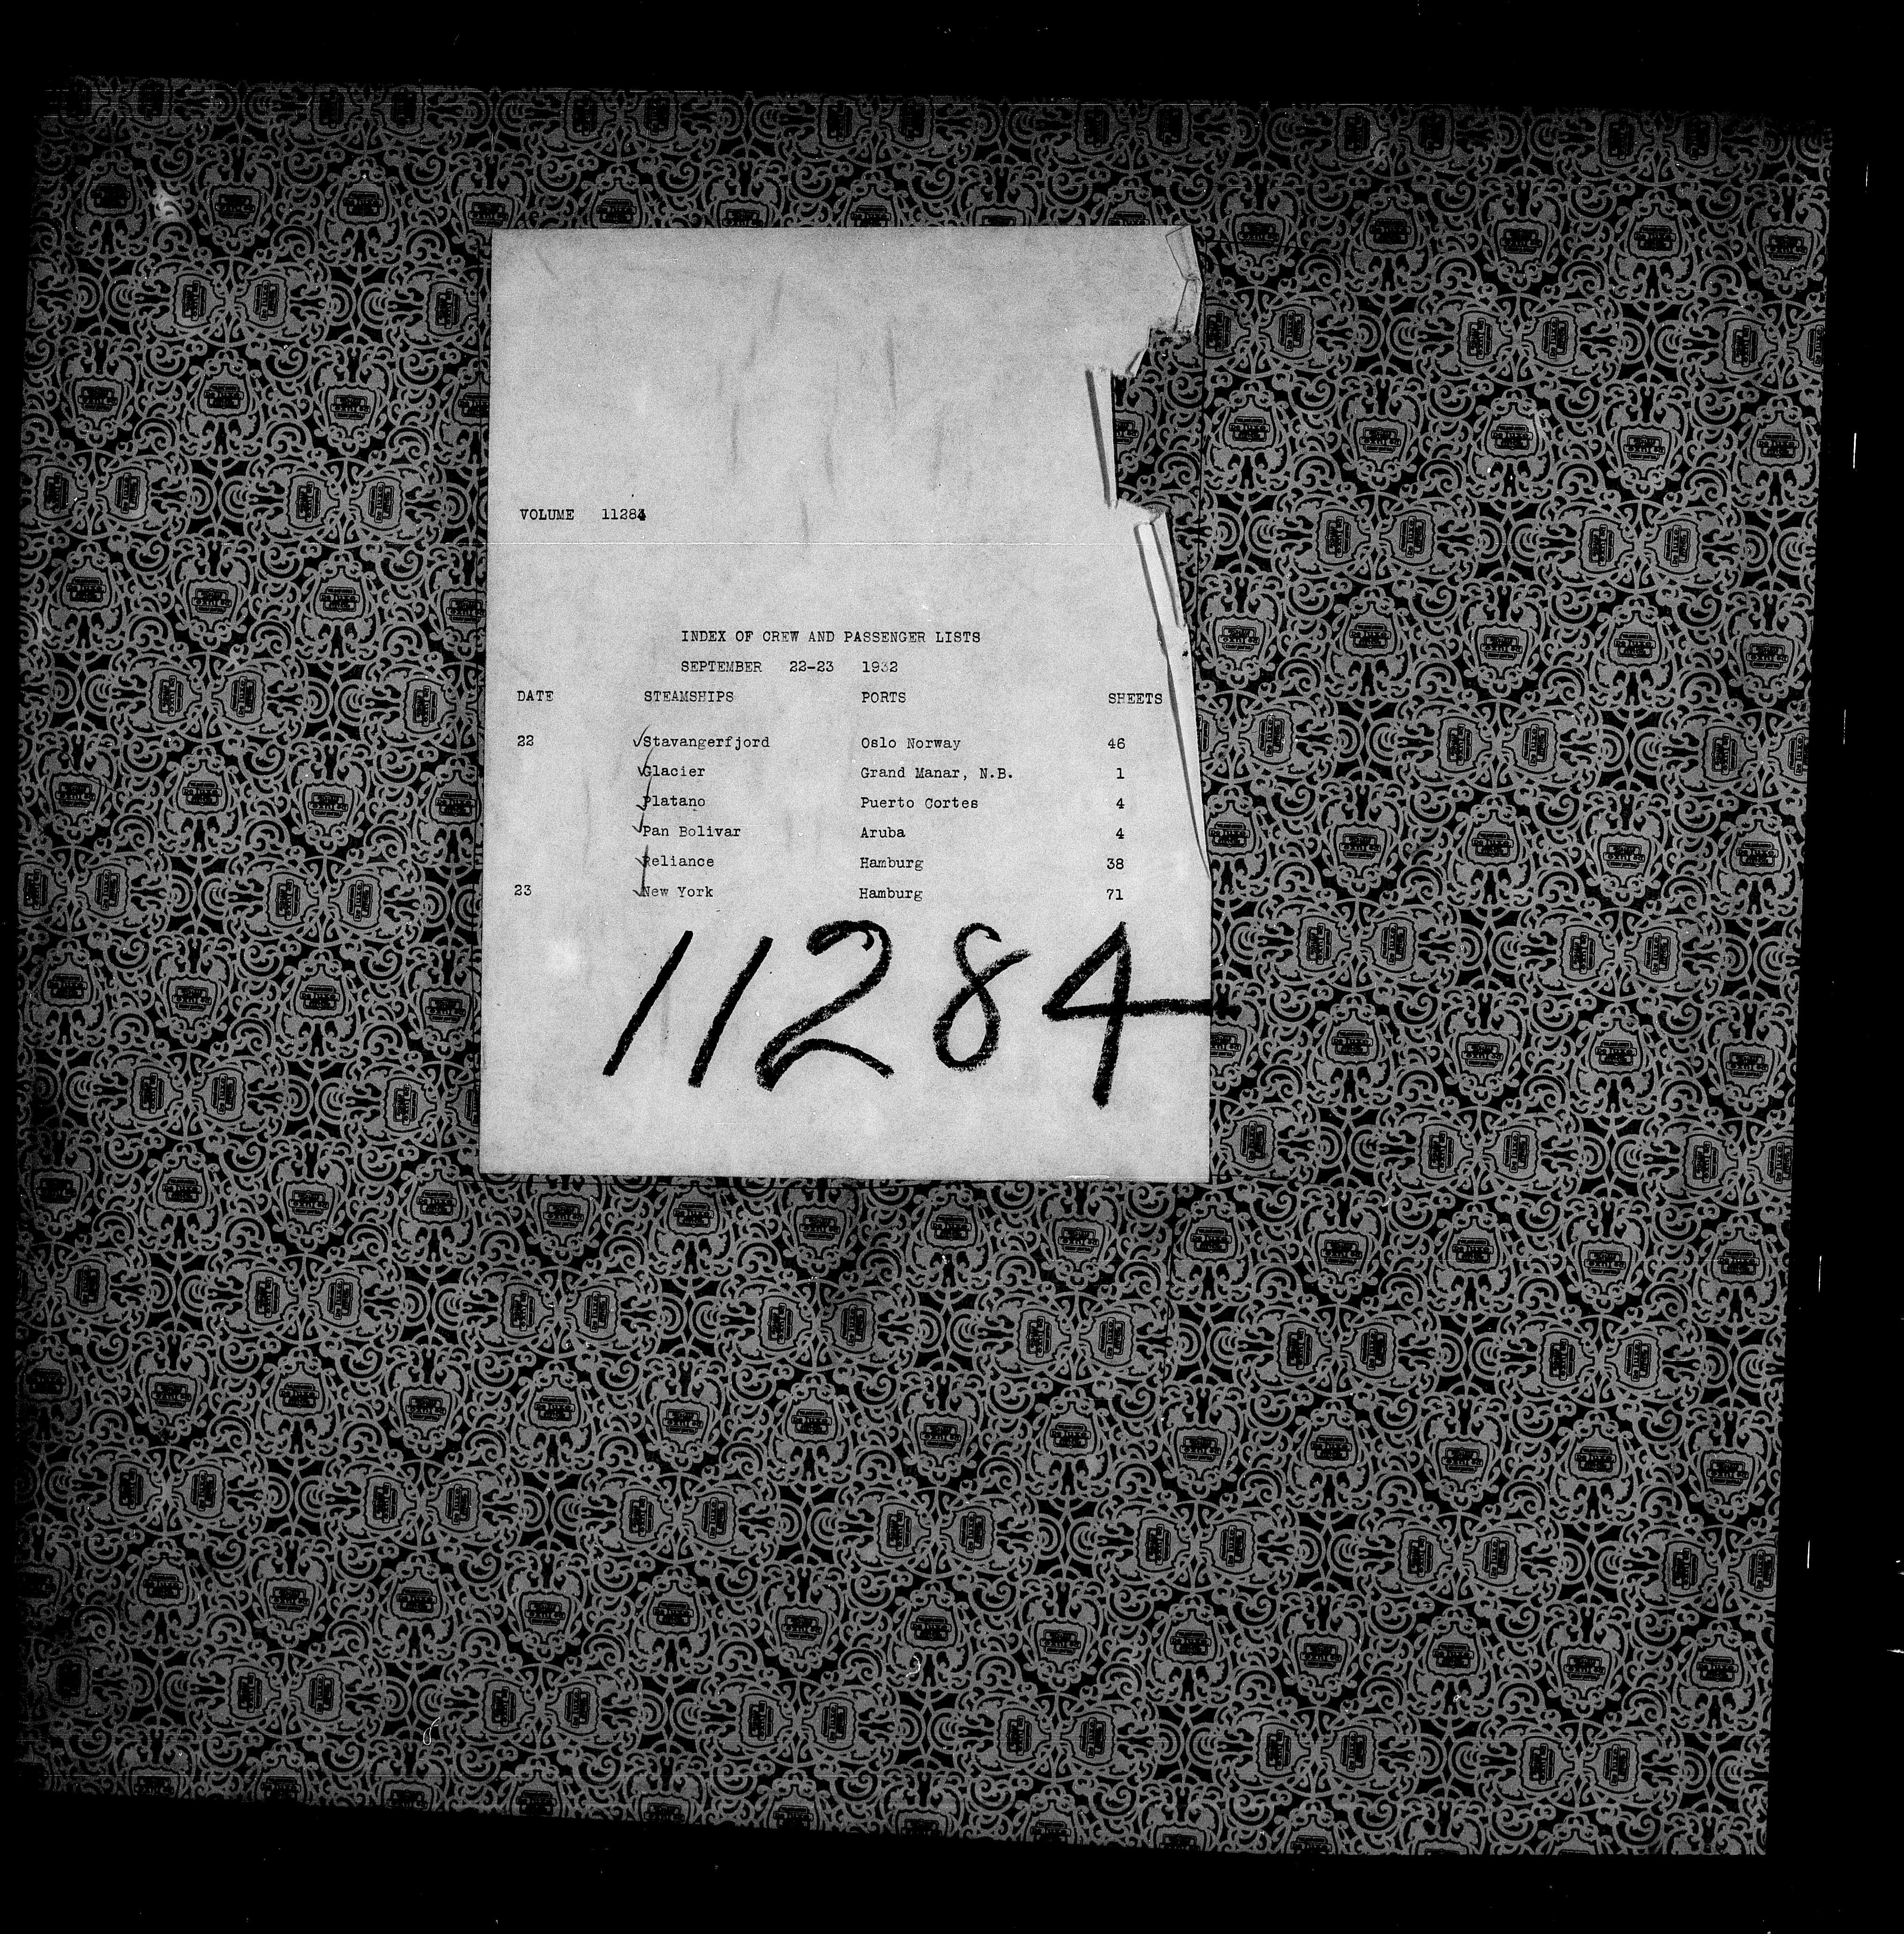 VOLUME 11284
INDEX OF CREW AND PASSENGER LISTS
SEPTEMBER 22-23 1932
DATE STEAMSHIPS PORTS SHEETS
22 ✓Stavangerfjord Oslo Norway 46
✓Glacier Grand Manar, N.B. 1
✓Platano Puerto Cortes 4
✓Pan Bolivar Aruba 4
✓Reliance Hamburg 38
23 ✓New York Hamburg 71
11284